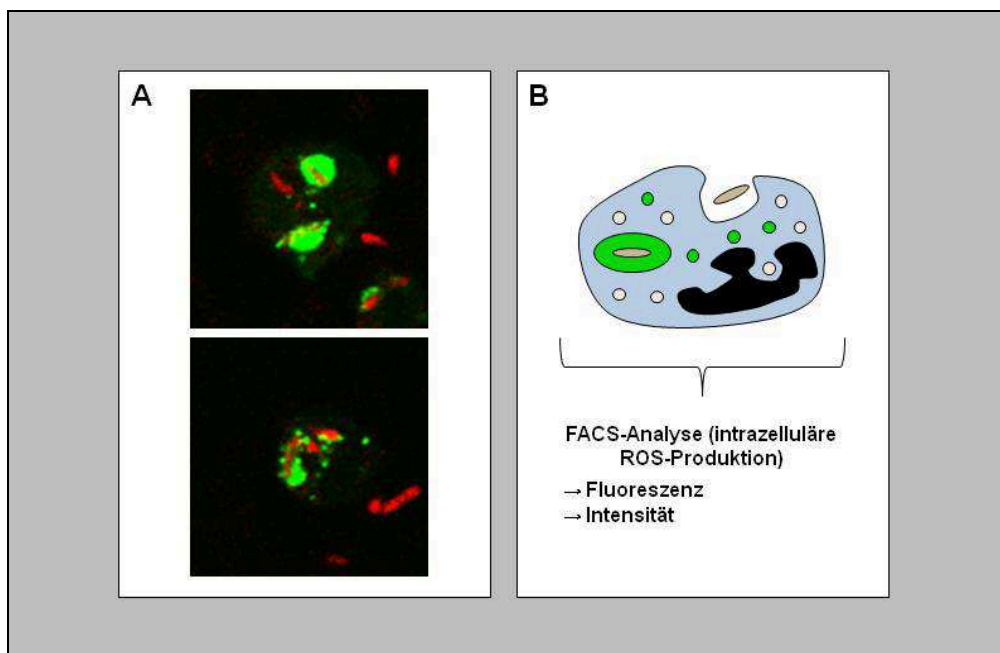 A
B
FACS-Analyse (intrazelluläre
ROS-Produktion)
→ Fluoreszenz
→ Intensität